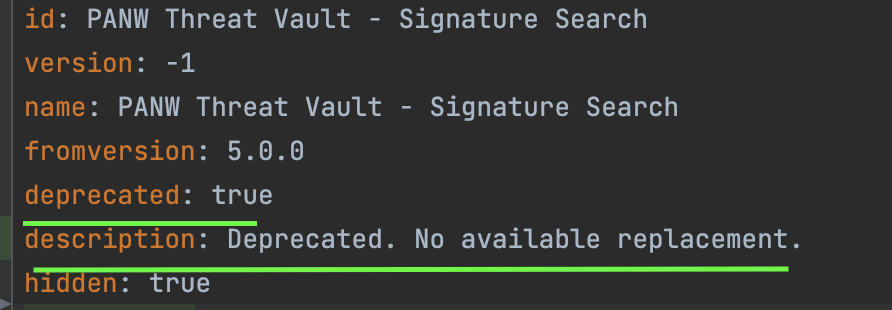 id: PANW Threat Vault - Signature Search
version: -1
name: PANW Threat Vault - Signature Search
fromversion: 5.0.0
deprecated: true
description: Deprecated. No available replacement.
hidden: true